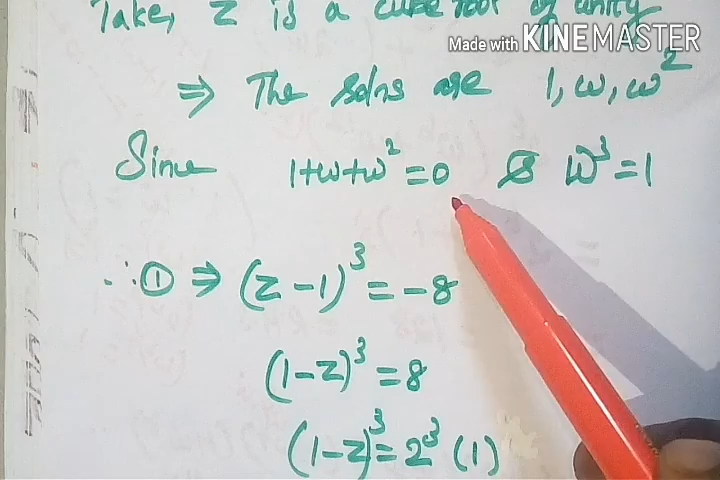 Take, z is a cube root of unity
Made with KINEMASTER
⇒ The solns are 1, ω, ω²
Since 1+ω+ω²=0 & ω³=1
∴ ① ⇒ (z-1)³ = -8
(1-z)³ = 8
(1-z)³ = 2³ (1)